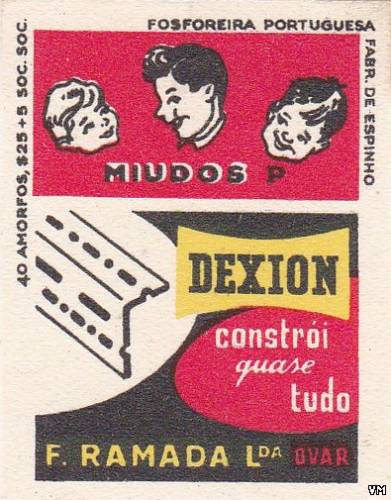 FOSFOREIRA PORTUGUESA
FABR. DE ESPINHO
40 AMORFOS, $25+5 SOC. SOC.
MIUDOS P
DEXION
constrói
quase
tudo
F. RAMADA LDA OVAR
YM